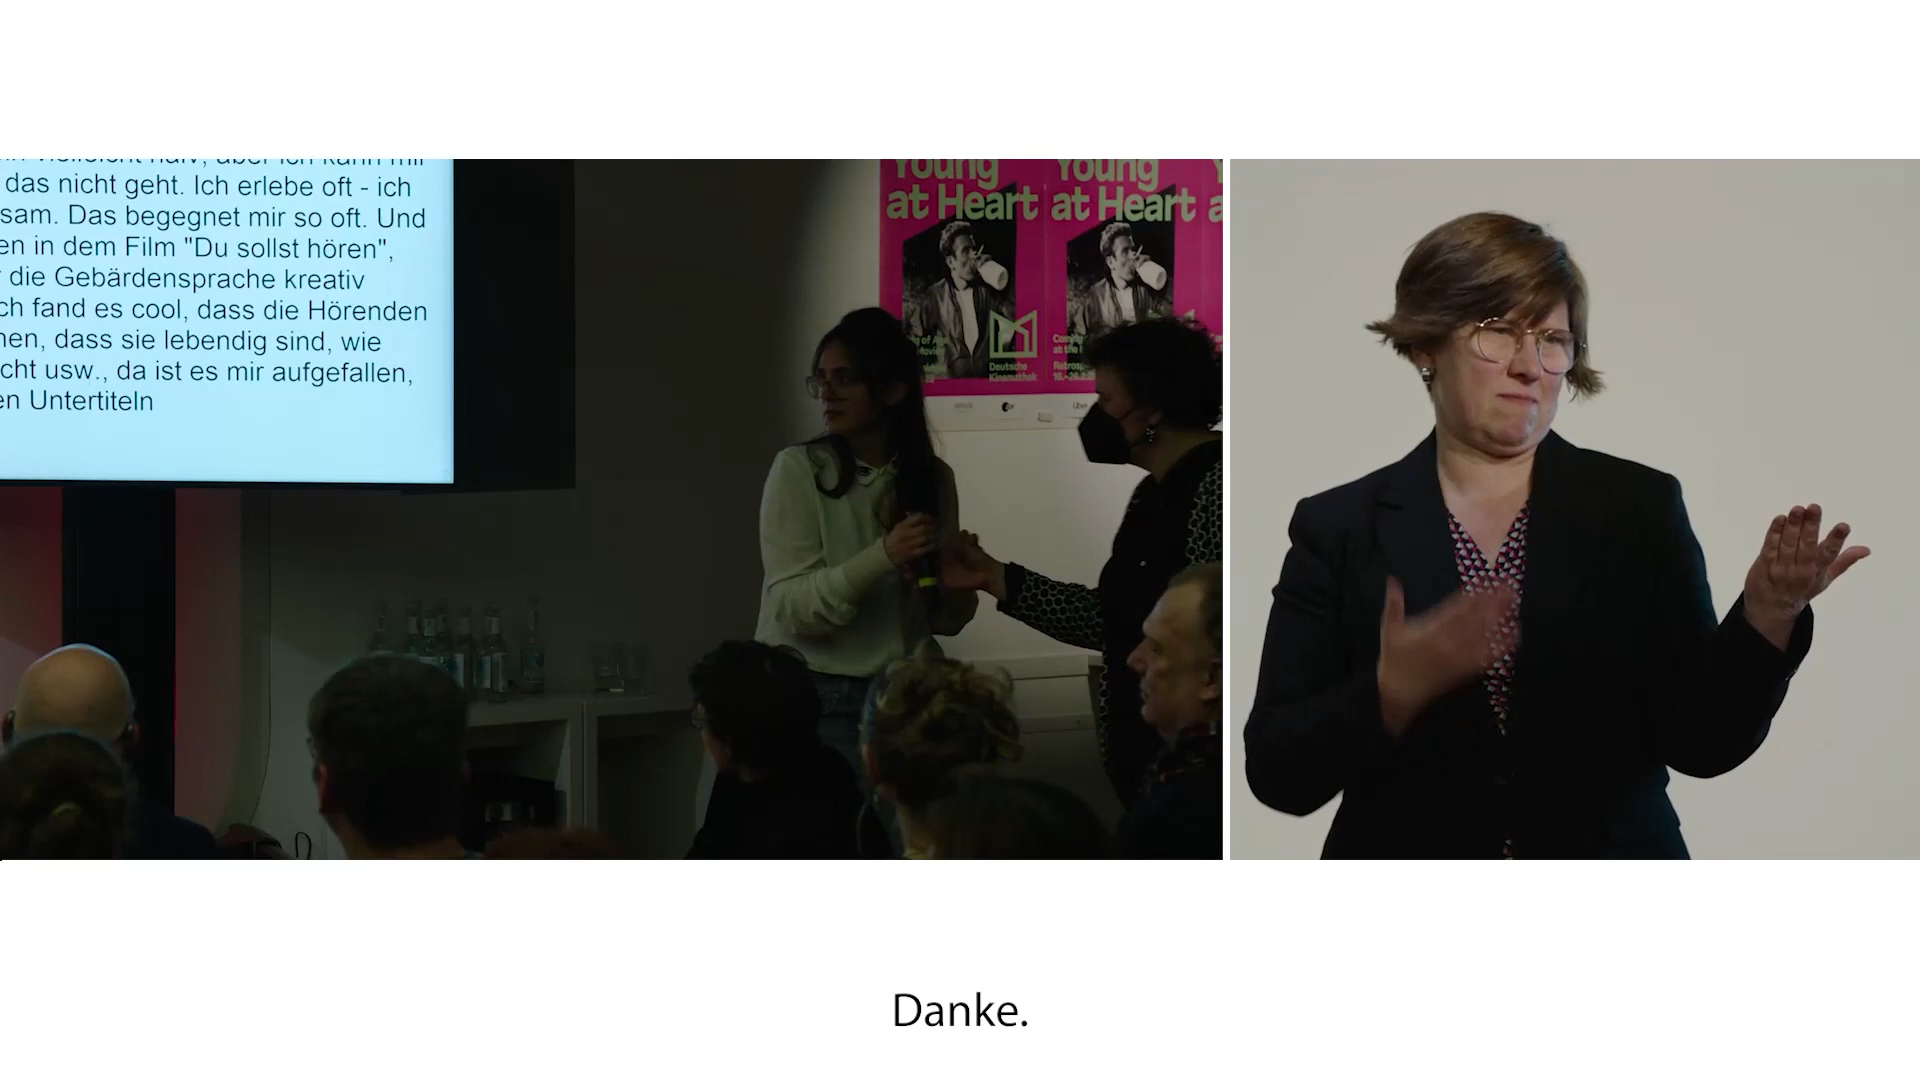 das nicht geht. Ich erlebe oft - ich
sam. Das begegnet mir so oft. Und
en in dem Film "Du sollst hören",
die Gebärdensprache kreativ
ch fand es cool, dass die Hörenden
nen, dass sie lebendig sind, wie
cht usw., da ist es mir aufgefallen,
en Untertiteln
Young
at Heart
Young
at Heart
Deutsche
Kinemathek
Danke.